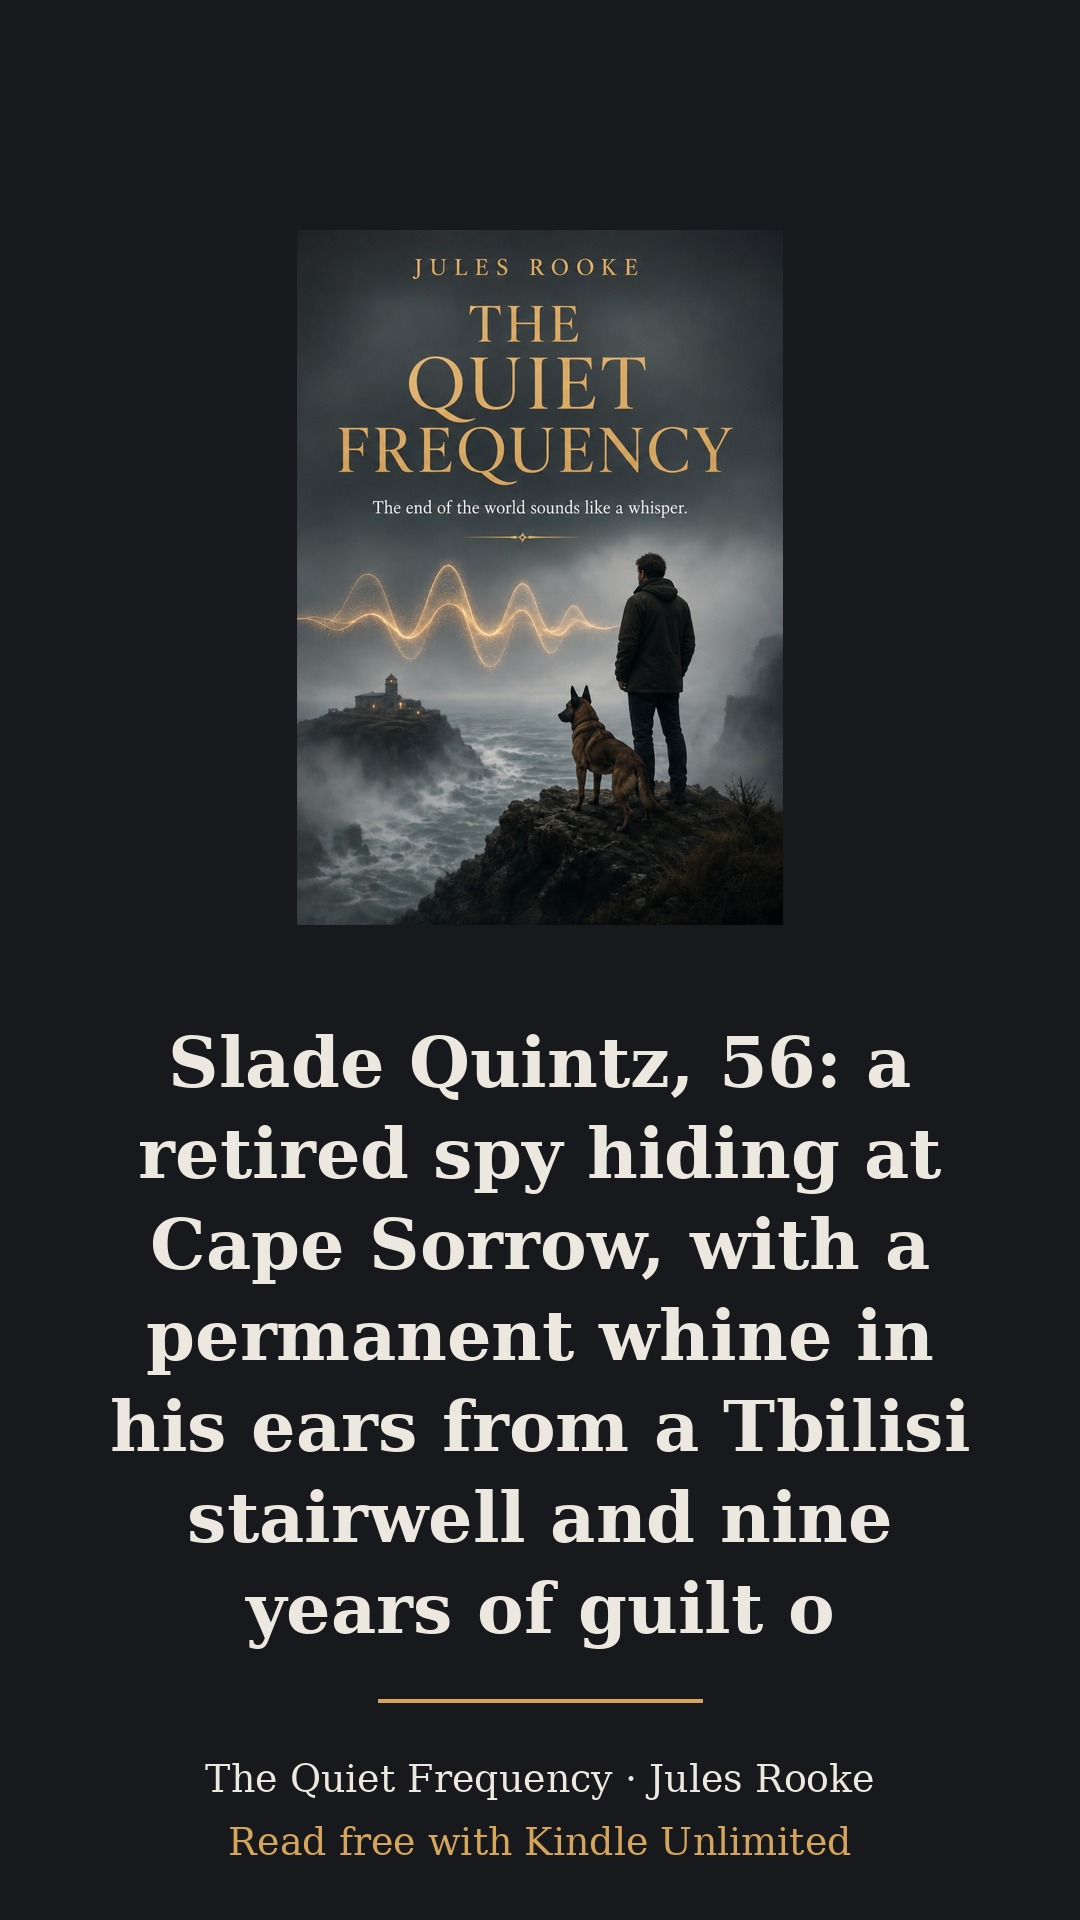 JULES ROOKE
THE
QUIET
FREQUENCY
The end of the world sounds like a whisper.
Slade Quintz, 56: a
retired spy hiding at
Cape Sorrow, with a
permanent whine in
his ears from a Tbilisi
stairwell and nine
years of guilt o
The Quiet Frequency · Jules Rooke
Read free with Kindle Unlimited